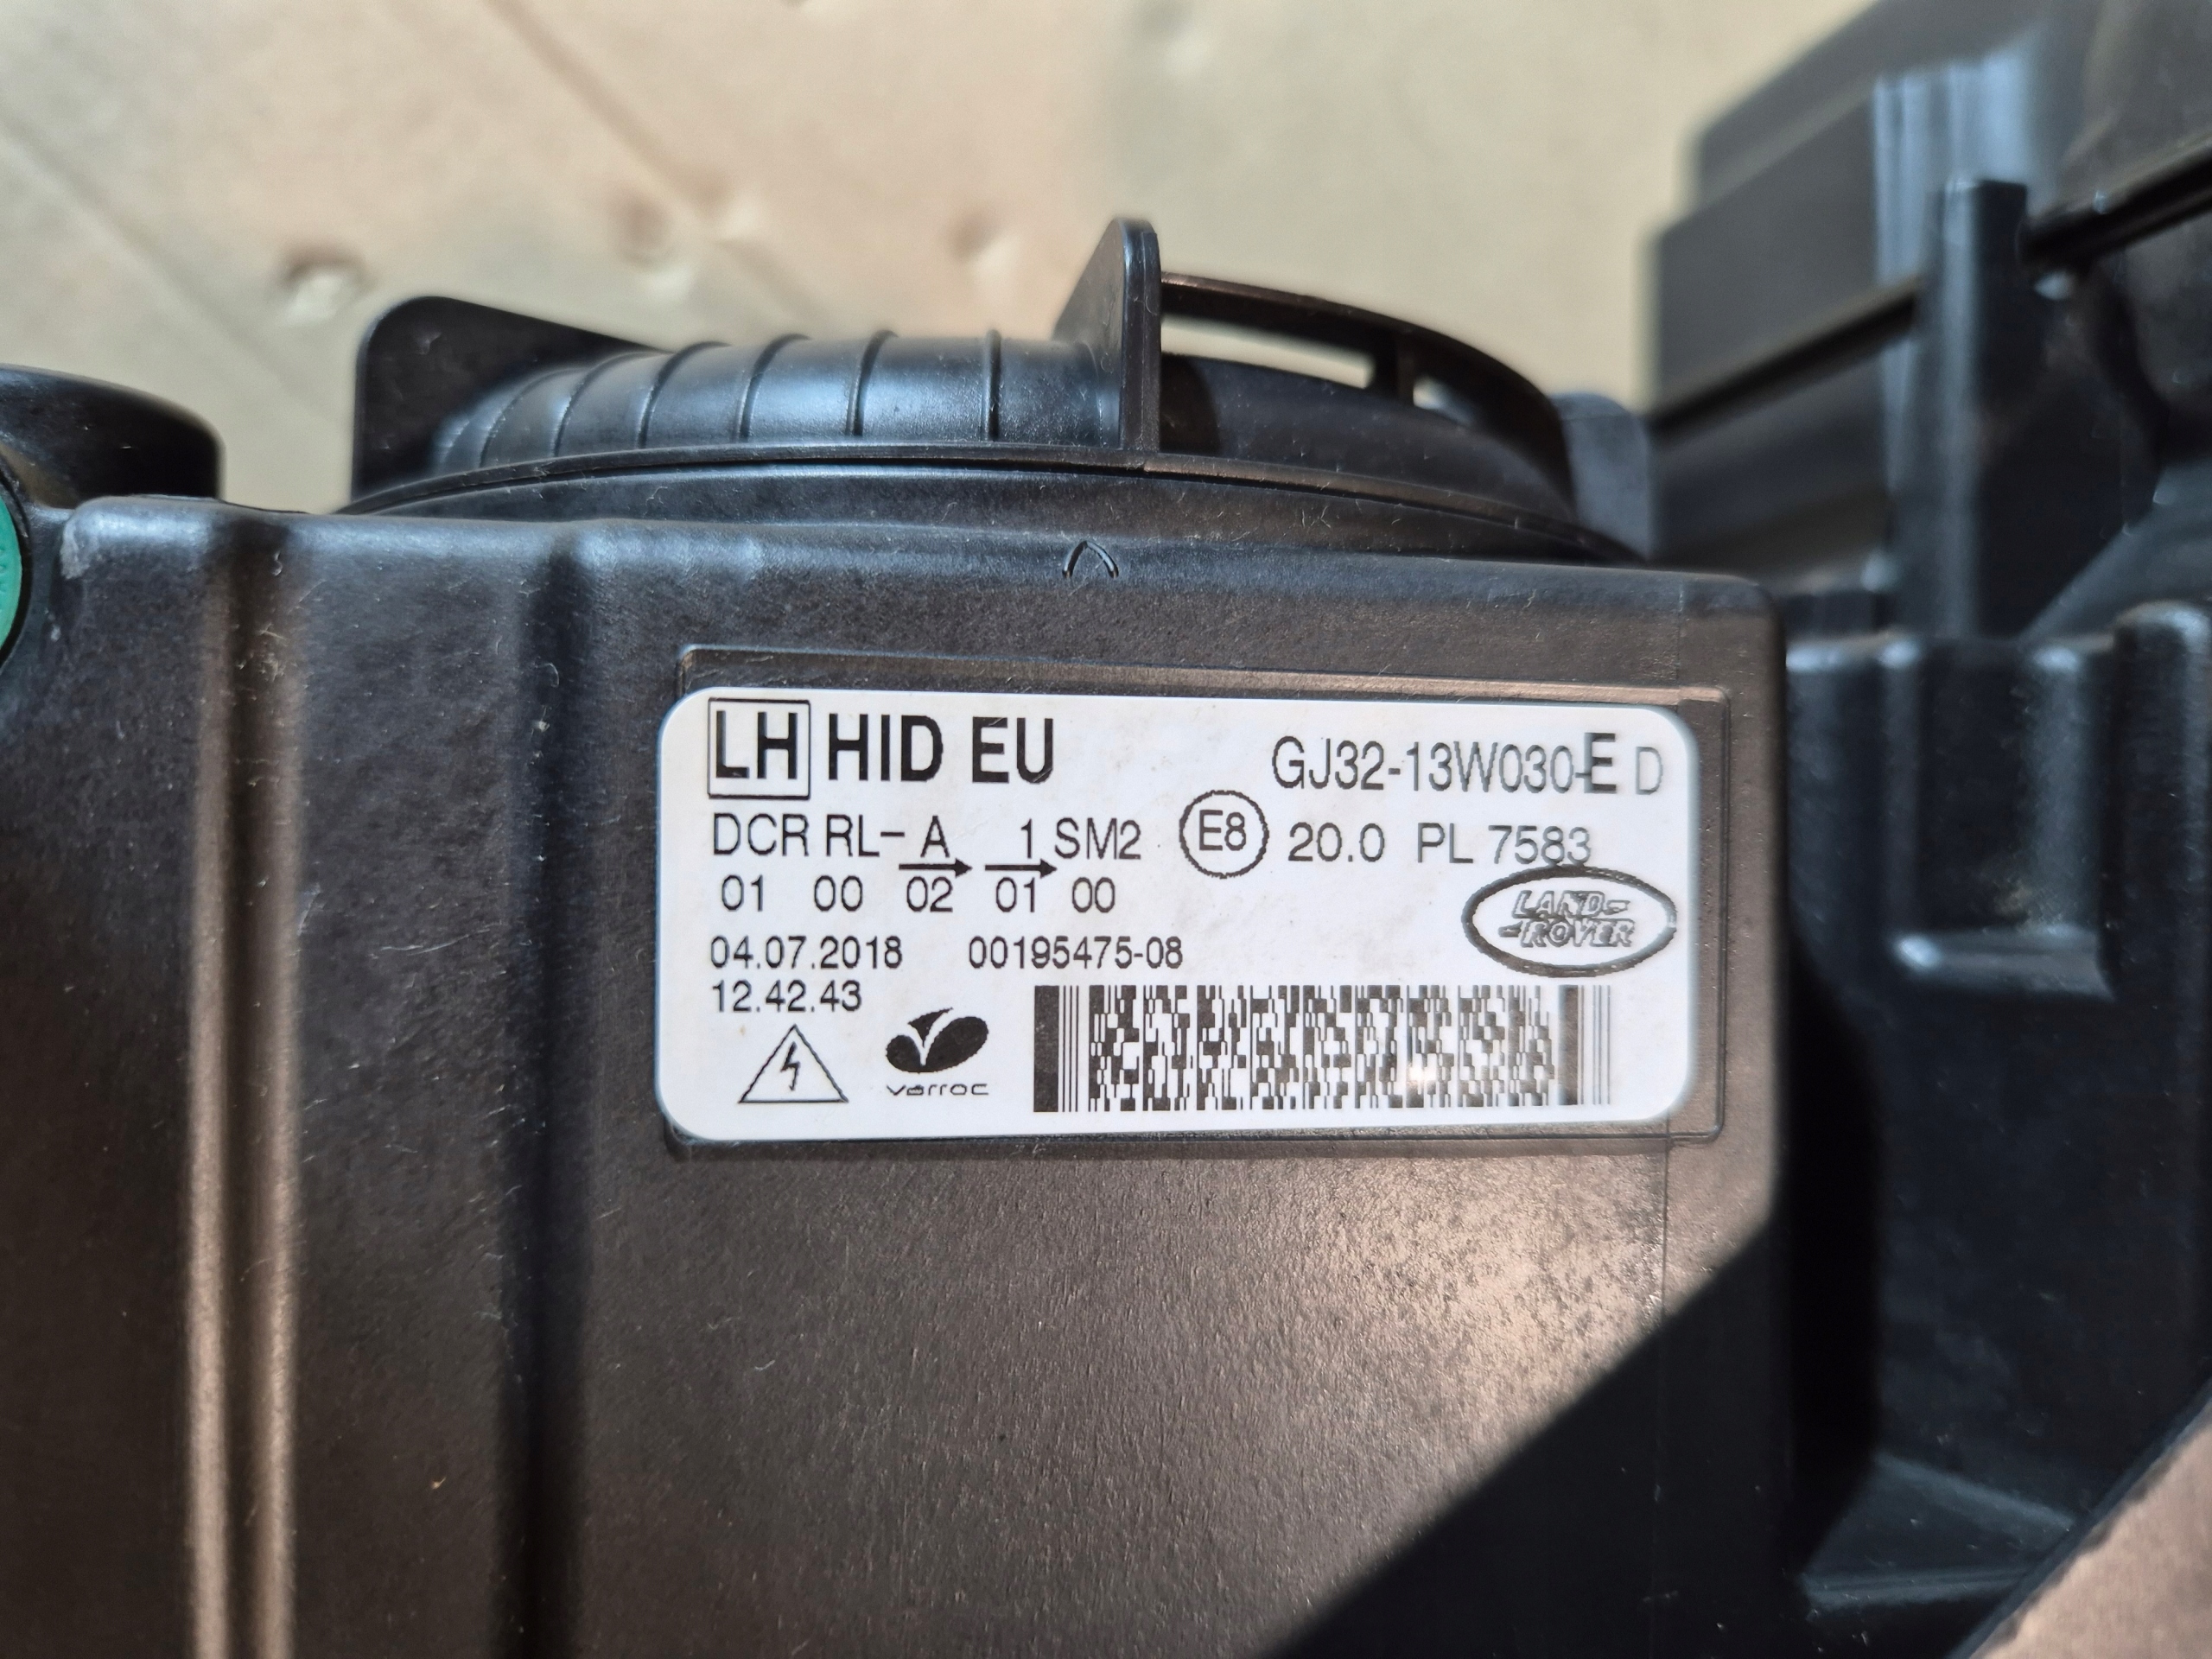 LH HID EU
GJ32-13W030-E D
DCR RL- A 1 SM2
01 00 02 01 00
E8 20.0 PL 7583
LAND-
-ROVER
04.07.2018 00195475-08
12.42.43
varroc